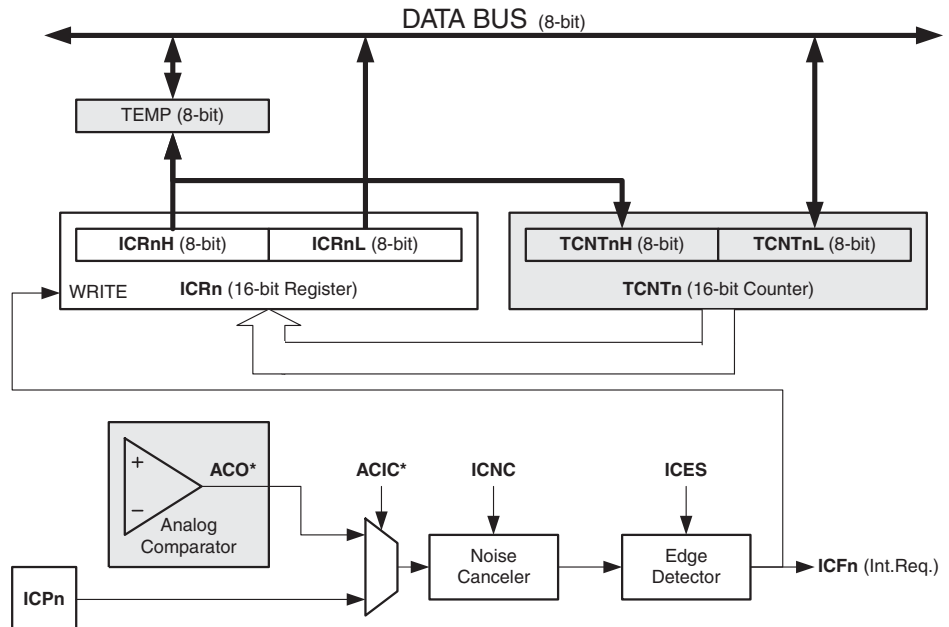 DATA BUS (8-bit)
TEMP (8-bit)
ICRnH (8-bit) ICRnL (8-bit) TCNTnH (8-bit) TCNTnL (8-bit)
WRITE ICRn (16-bit Register) TCNTn (16-bit Counter)
+
ACO* ACIC* ICNC ICES
−
Analog
Comparator
Noise
Canceler
Edge
Detector
ICFn (Int.Req.)
ICPn